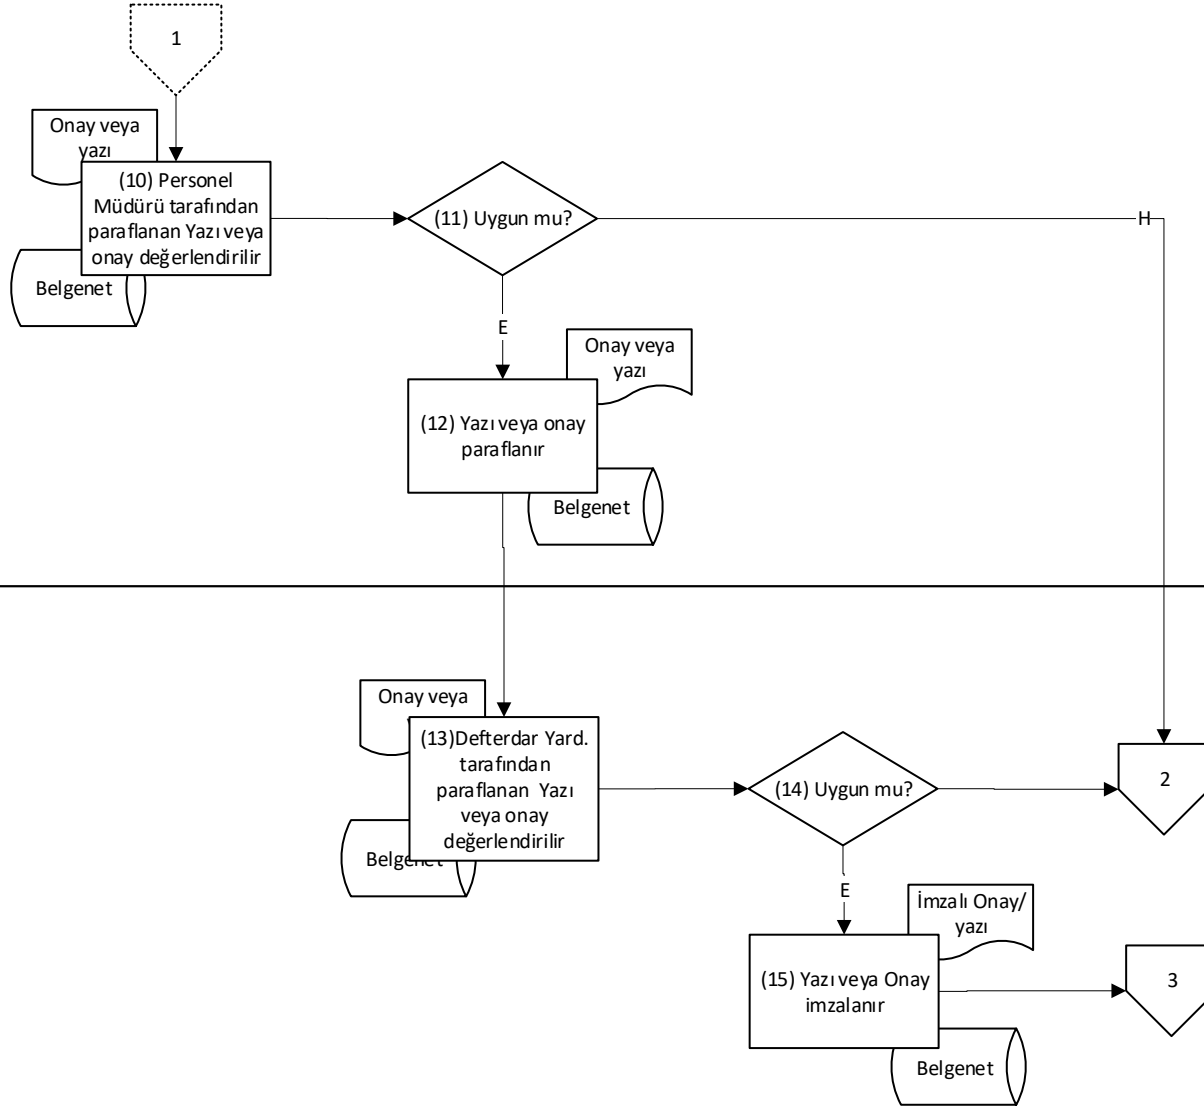 1
Onay veya
yazı
(10) Personel
Müdürü tarafından
paraflanan Yazı veya
onay değerlendirilir
Belgenet
(11) Uygun mu?
H
E
Onay veya
yazı
(12) Yazı veya onay
paraflanır
Belgenet
Onay veya
(13)Defterdar Yard.
tarafından
paraflanan Yazı
veya onay
değerlendirilir
Belgenet
(14) Uygun mu?
2
E
İmzalı Onay/
yazı
(15) Yazı veya Onay
imzalanır
3
Belgenet